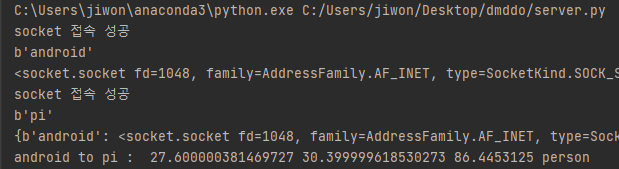 C:\Users\jiwon\anaconda3\python.exe C:/Users/jiwon/Desktop/dmddo/server.py
socket 접속 성공
b'android'
<socket.socket fd=1048, family=AddressFamily.AF_INET, type=SocketKind.SOCK_S
socket 접속 성공
b'pi'
{b'android': <socket.socket fd=1048, family=AddressFamily.AF_INET, type=Sock
android to pi :  27.600000381469727 30.399999618530273 86.4453125 person